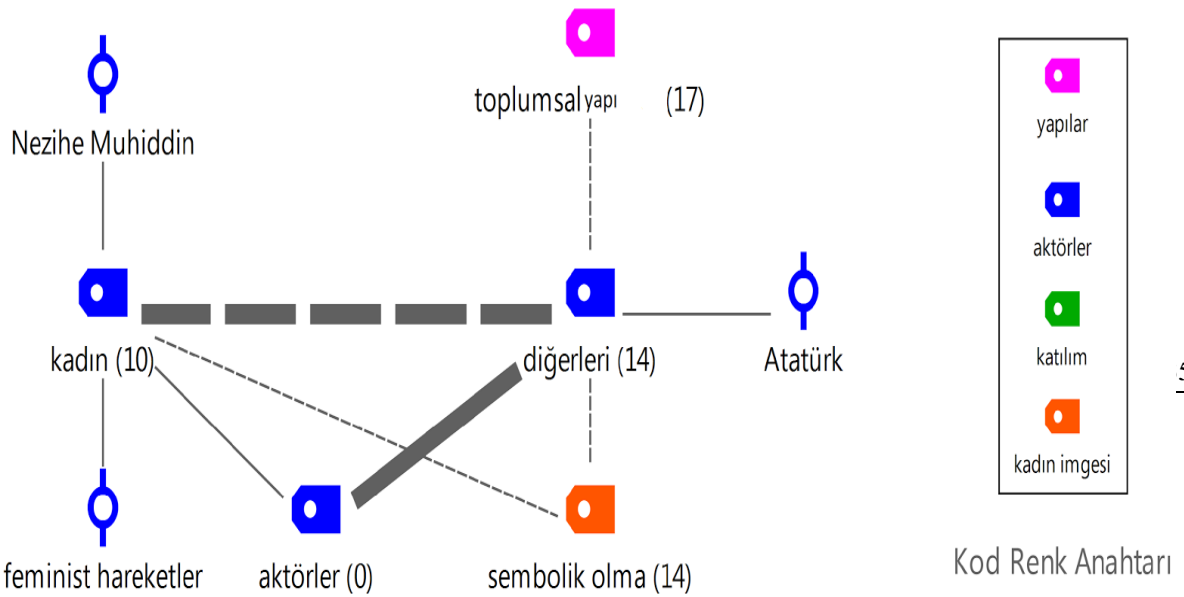 toplumsal yapı (17)
Nezihe Muhiddin
kadın (10)
diğerleri (14)
Atatürk
feminist hareketler
aktörler (0)
sembolik olma (14)
yapılar
aktörler
katılım
kadın imgesi
Kod Renk Anahtarı